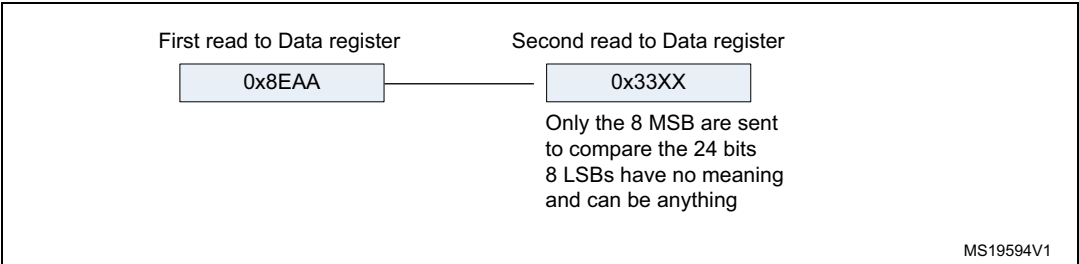 First read to Data register
Second read to Data register
0x8EAA
0x33XX
Only the 8 MSB are sent
to compare the 24 bits
8 LSBs have no meaning
and can be anything
MS19594V1